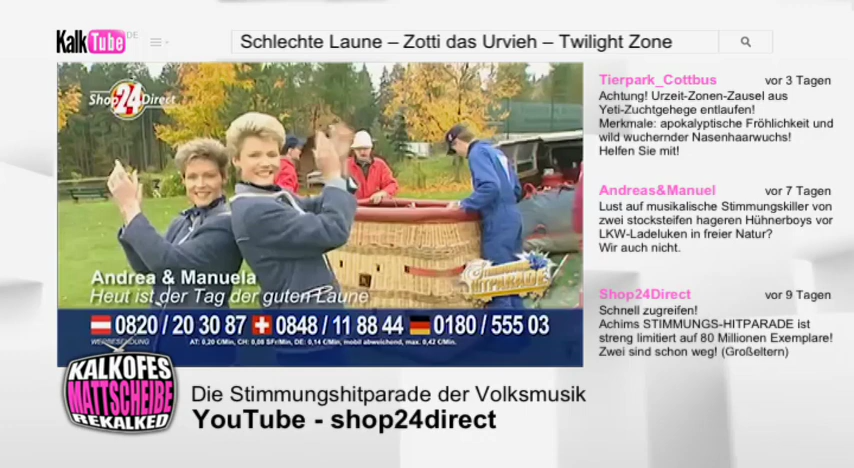 KalkTube DE
Schlechte Laune – Zotti das Urvieh – Twilight Zone
Shop 24 Direct
Andrea & Manuela
Heut ist der Tag der guten Laune
STIMMUNGS
HITPARADE
0820 / 20 30 87 0848 / 11 88 44 0180 / 555 03
WERBESENDUNG
AT: 0,20 €/Min, CH: 0,08 SFr/Min, DE: 0,14 €/Min, mobil abweichend, max. 0,42 €/Min.
KALKOFES
MATTSCHEIBE
REKALKED
Die Stimmungshitparade der Volksmusik
YouTube - shop24direct
Tierpark_Cottbus vor 3 Tagen
Achtung! Urzeit-Zonen-Zausel aus
Yeti-Zuchtgehege entlaufen!
Merkmale: apokalyptische Fröhlichkeit und
wild wuchernder Nasenhaarwuchs!
Helfen Sie mit!
Andreas&Manuel vor 7 Tagen
Lust auf musikalische Stimmungskiller von
zwei stocksteifen hageren Hühnerboys vor
LKW-Ladeluken in freier Natur?
Wir auch nicht.
Shop24Direct vor 9 Tagen
Schnell zugreifen!
Achims STIMMUNGS-HITPARADE ist
streng limitiert auf 80 Millionen Exemplare!
Zwei sind schon weg! (Großeltern)